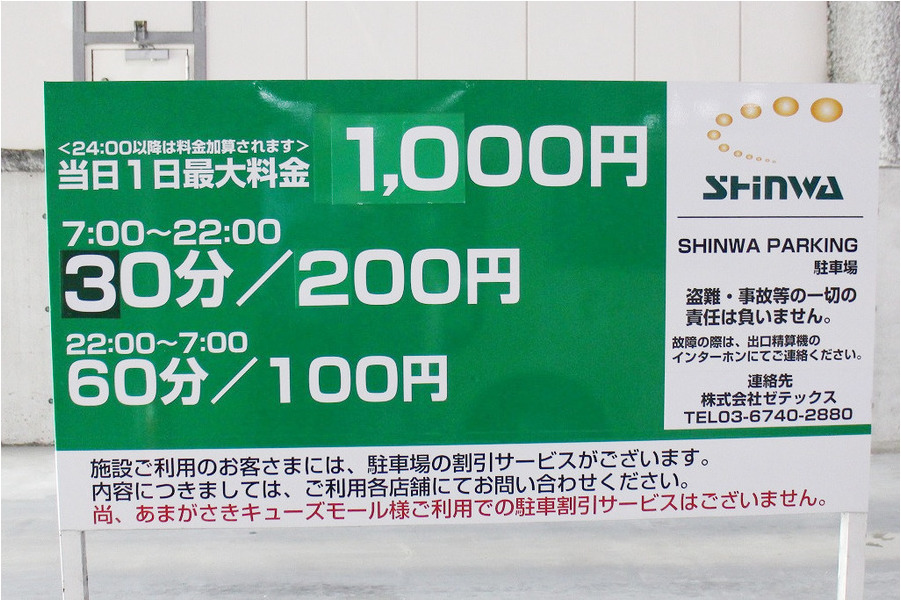 <24:00以降は料金加算されます>
当日1日最大料金 1,000円
7:00～22:00
30分／200円
22:00～7:00
60分／100円
SHinWA
SHINWA PARKING
駐車場
盗難・事故等の一切の
責任は負いません。
故障の際は、出口精算機の
インターホンにてご連絡ください。
連絡先
株式会社ゼテックス
TEL03-6740-2880
施設ご利用のお客さまには、駐車場の割引サービスがございます。
内容につきましては、ご利用各店舗にてお問い合わせください。
尚、あまがさきキューズモール様ご利用での駐車割引サービスはございません。